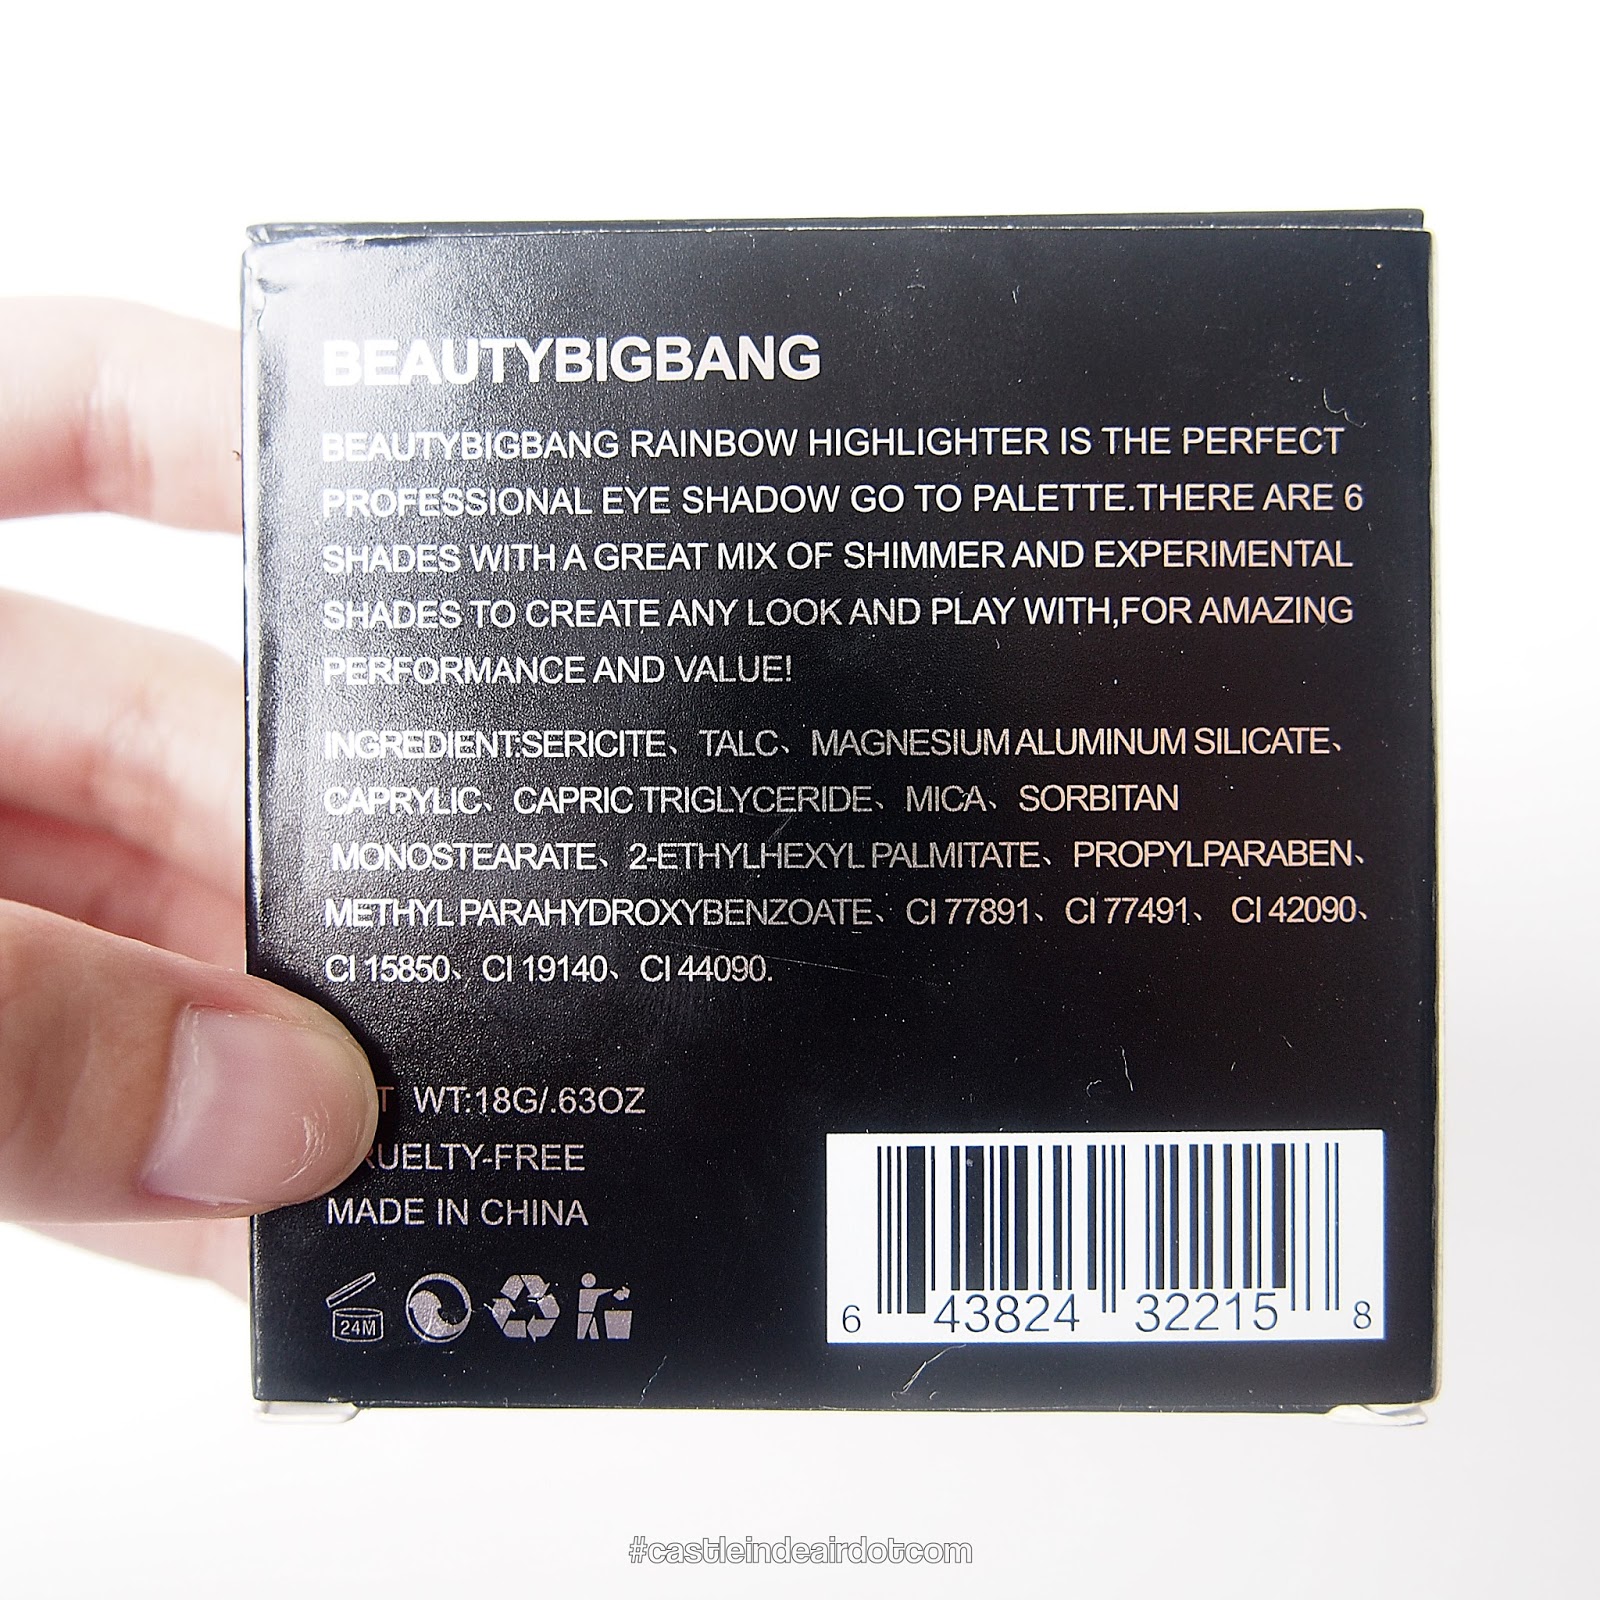 BEAUTYBIGBANG
BEAUTYBIGBANG RAINBOW HIGHLIGHTER IS THE PERFECT
PROFESSIONAL EYE SHADOW GO TO PALETTE.THERE ARE 6
SHADES WITH A GREAT MIX OF SHIMMER AND EXPERIMENTAL
SHADES TO CREATE ANY LOOK AND PLAY WITH,FOR AMAZING
PERFORMANCE AND VALUE!
INGREDIENT:SERICITE、TALC、MAGNESIUM ALUMINUM SILICATE、
CAPRYLIC、CAPRIC TRIGLYCERIDE、MICA、SORBITAN
MONOSTEARATE、2-ETHYLHEXYL PALMITATE、PROPYLPARABEN、
METHYL PARAHYDROXYBENZOATE、CI 77891、CI 77491、CI 42090、
CI 15850、CI 19140、CI 44090.
WT:18G/.63OZ
RUELTY-FREE
MADE IN CHINA
24M
6 43824 32215 8
#castleindeairdotcom